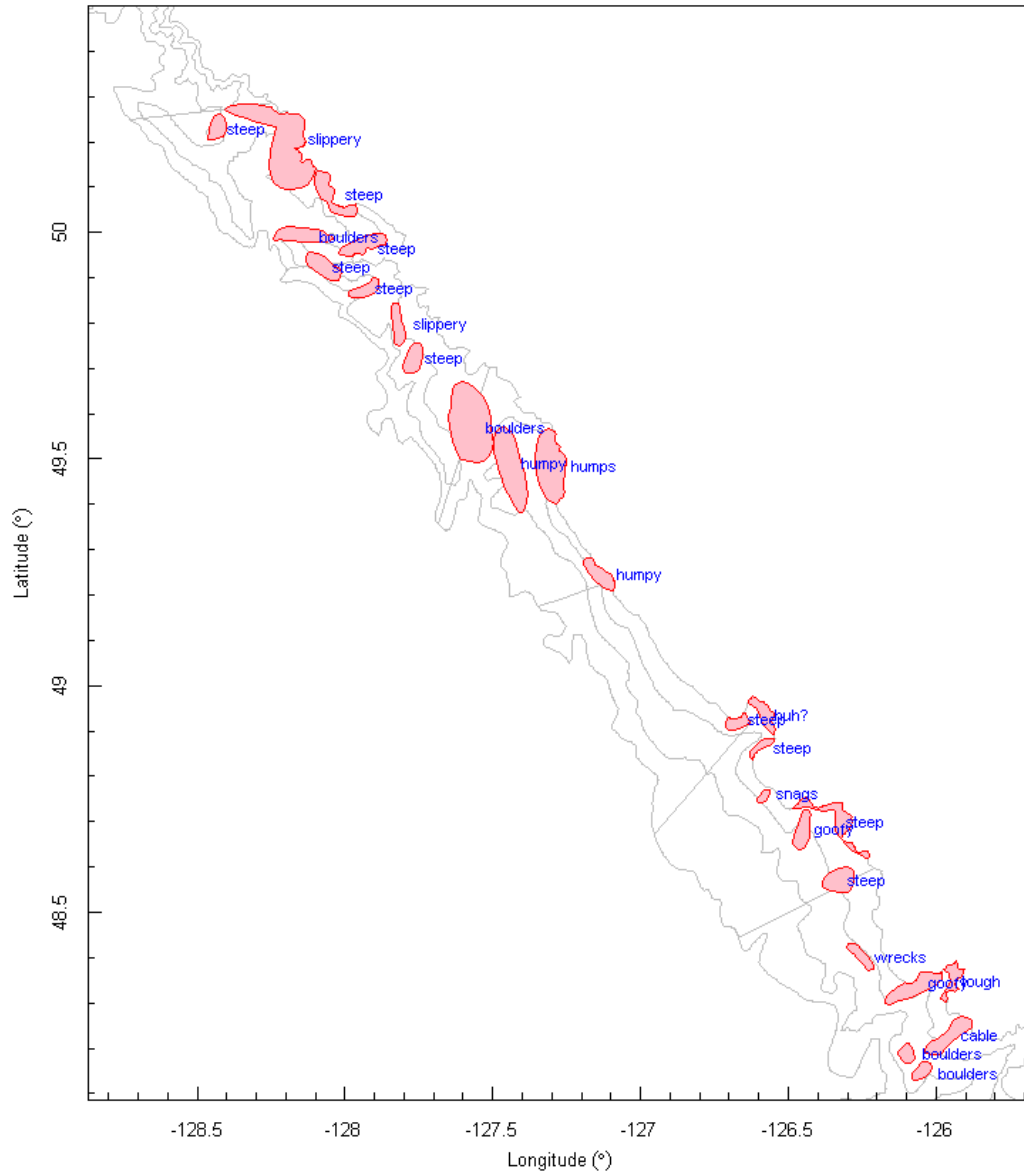 steep
slippery
steep
boulders
steep
steep
steep
slippery
steep
boulders
humpy
humps
humpy
huh?
steep
steep
snags
steep
goofy
steep
wrecks
goofy
tough
cable
boulders
boulders
50
49.5
49
48.5
Latitude (°)
-128.5
-128
-127.5
-127
-126.5
-126
Longitude (°)